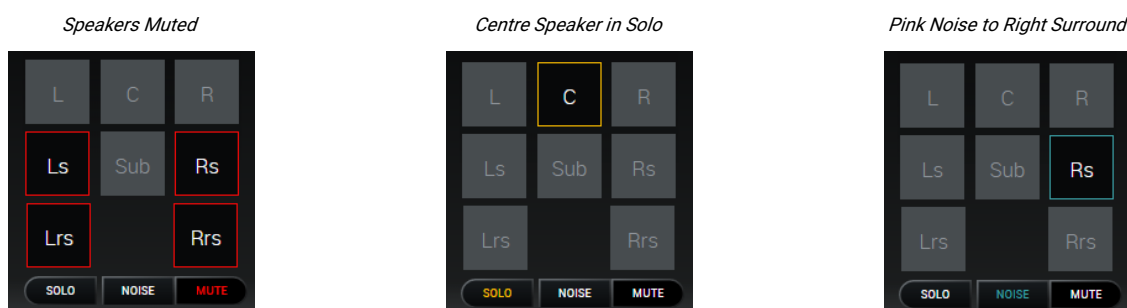 Speakers Muted
L C R
Ls Sub Rs
Lrs Rrs
SOLO NOISE MUTE
Centre Speaker in Solo
L C R
Ls Sub Rs
Lrs Rrs
SOLO NOISE MUTE
Pink Noise to Right Surround
L C R
Ls Sub Rs
Lrs Rrs
SOLO NOISE MUTE